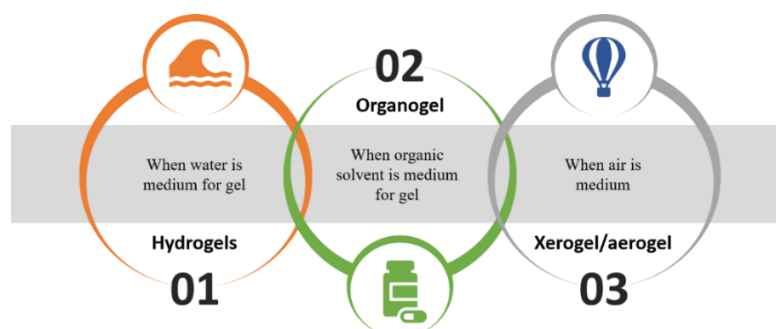 When water is
medium for gel
Hydrogels
01
02
Organogel
When organic
solvent is medium
for gel
When air is
medium
Xerogel/aerogel
03